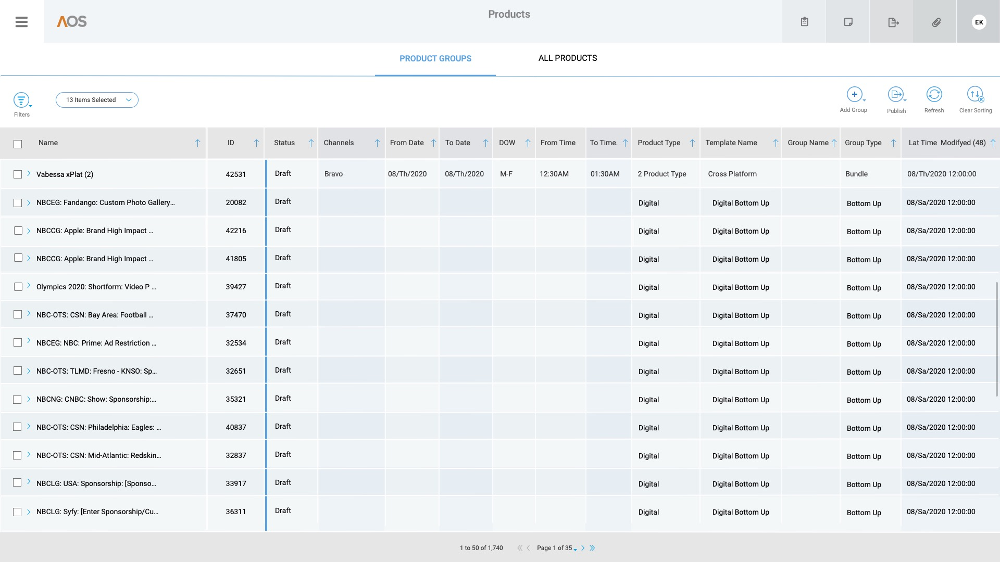 AOS
Products
EK
PRODUCT GROUPS
ALL PRODUCTS
Filters
13 Items Selected
Add Group
Publish
Refresh
Clear Sorting
Name ID Status Channels From Date To Date DOW From Time To Time. Product Type Template Name Group Name Group Type Lat Time Modifyed (48)
Vabessa xPlat (2) 42531 Draft Bravo 08/Th/2020 08/Th/2020 M-F 12:30AM 01:30AM 2 Product Type Cross Platform Bundle 08/Th/2020 12:00:00
NBCEG: Fandango: Custom Photo Gallery... 20082 Draft Digital Digital Bottom Up Bottom Up 08/Sa/2020 12:00:00
NBCCG: Apple: Brand High Impact ... 42216 Draft Digital Digital Bottom Up Bottom Up 08/Sa/2020 12:00:00
NBCCG: Apple: Brand High Impact ... 41805 Draft Digital Digital Bottom Up Bottom Up 08/Sa/2020 12:00:00
Olympics 2020: Shortform: Video P ... 39427 Draft Digital Digital Bottom Up Bottom Up 08/Sa/2020 12:00:00
NBC-OTS: CSN: Bay Area: Football ... 37470 Draft Digital Digital Bottom Up Bottom Up 08/Sa/2020 12:00:00
NBCEG: NBC: Prime: Ad Restriction ... 32534 Draft Digital Digital Bottom Up Bottom Up 08/Sa/2020 12:00:00
NBC-OTS: TLMD: Fresno - KNSO: Sp... 32651 Draft Digital Digital Bottom Up Bottom Up 08/Sa/2020 12:00:00
NBCNG: CNBC: Show: Sponsorship:... 35321 Draft Digital Digital Bottom Up Bottom Up 08/Sa/2020 12:00:00
NBC-OTS: CSN: Philadelphia: Eagles: ... 40837 Draft Digital Digital Bottom Up Bottom Up 08/Sa/2020 12:00:00
NBC-OTS: CSN: Mid-Atlantic: Redskin... 32837 Draft Digital Digital Bottom Up Bottom Up 08/Sa/2020 12:00:00
NBCLG: USA: Sponsorship: [Sponso... 33917 Draft Digital Digital Bottom Up Bottom Up 08/Sa/2020 12:00:00
NBCLG: Syfy: [Enter Sponsorship/Cu... 36311 Draft Digital Digital Bottom Up Bottom Up 08/Sa/2020 12:00:00
1 to 50 of 1,740 Page 1 of 35